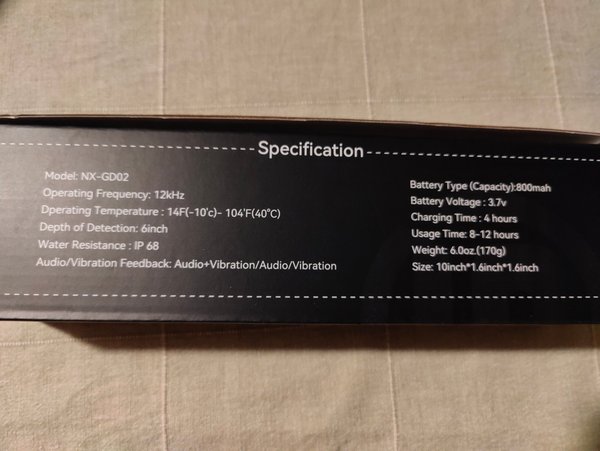 Specification
Model: NX-GD02
Operating Frequency: 12kHz
Dperating Temperature : 14F(-10'c)- 104'F(40°C)
Depth of Detection: 6inch
Water Resistance : IP 68
Audio/Vibration Feedback: Audio+Vibration/Audio/Vibration
Battery Type (Capacity):800mah
Battery Voltage : 3.7v
Charging Time : 4 hours
Usage Time: 8-12 hours
Weight: 6.0oz.(170g)
Size: 10inch*1.6inch*1.6inch